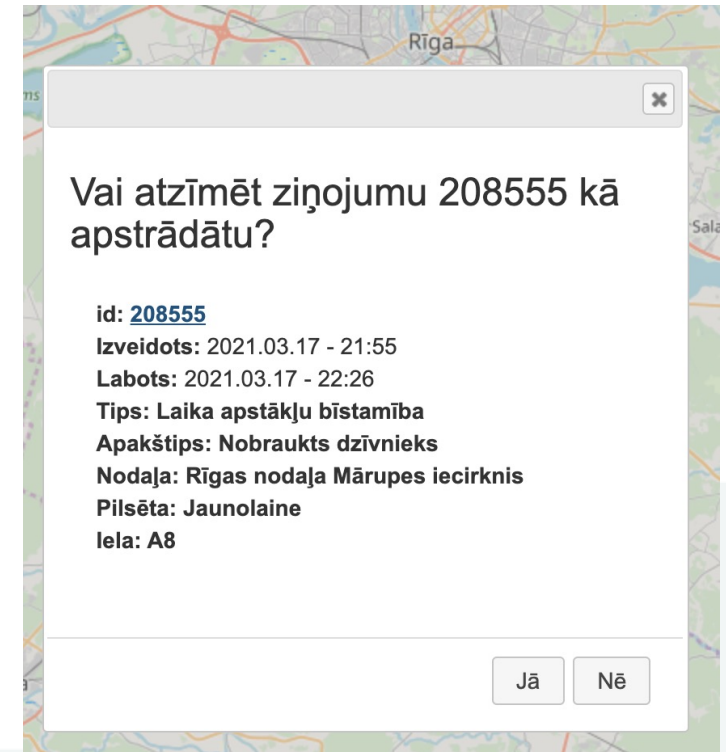 Rīga
ms
Vai atzīmēt ziņojumu 208555 kā
apstrādātu?
Sala
id: 208555
Izveidots: 2021.03.17 - 21:55
Labots: 2021.03.17 - 22:26
Tips: Laika apstākļu bīstamība
Apakštips: Nobraukts dzīvnieks
Nodaļa: Rīgas nodaļa Mārupes iecirknis
Pilsēta: Jaunolaine
Iela: A8
Jā
Nē